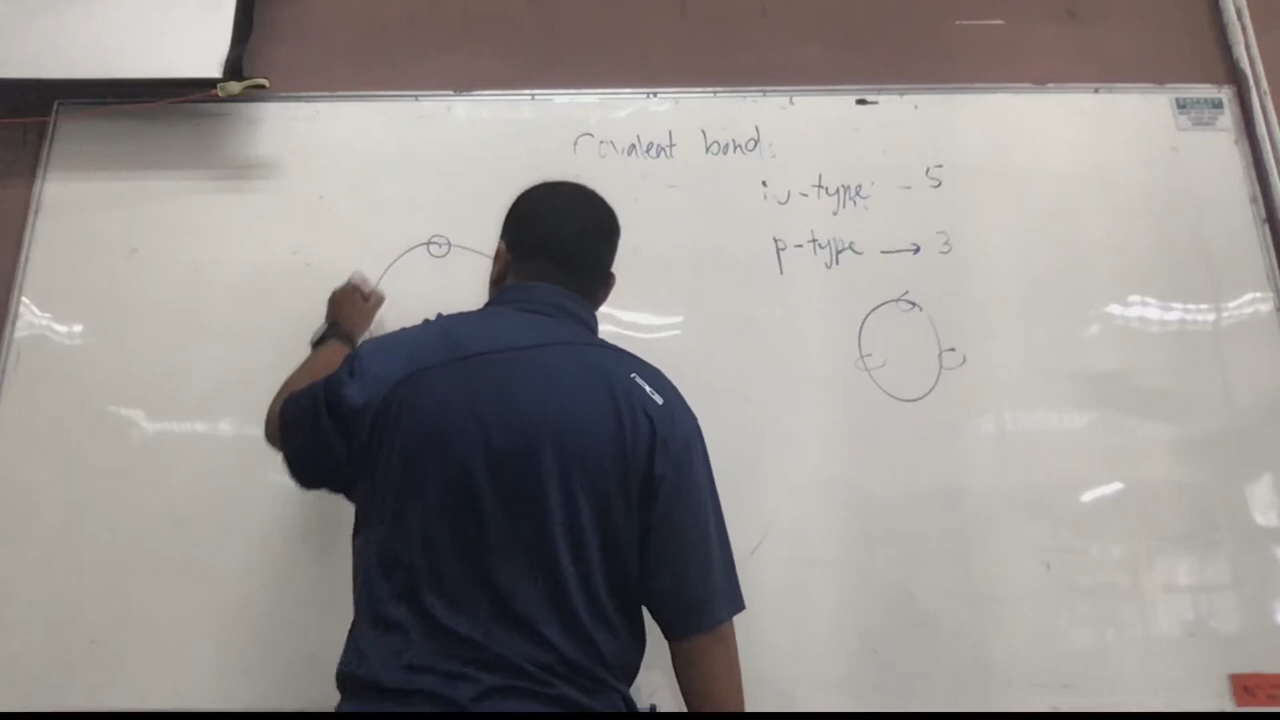 Covalent bond
n-type - 5
p-type → 3